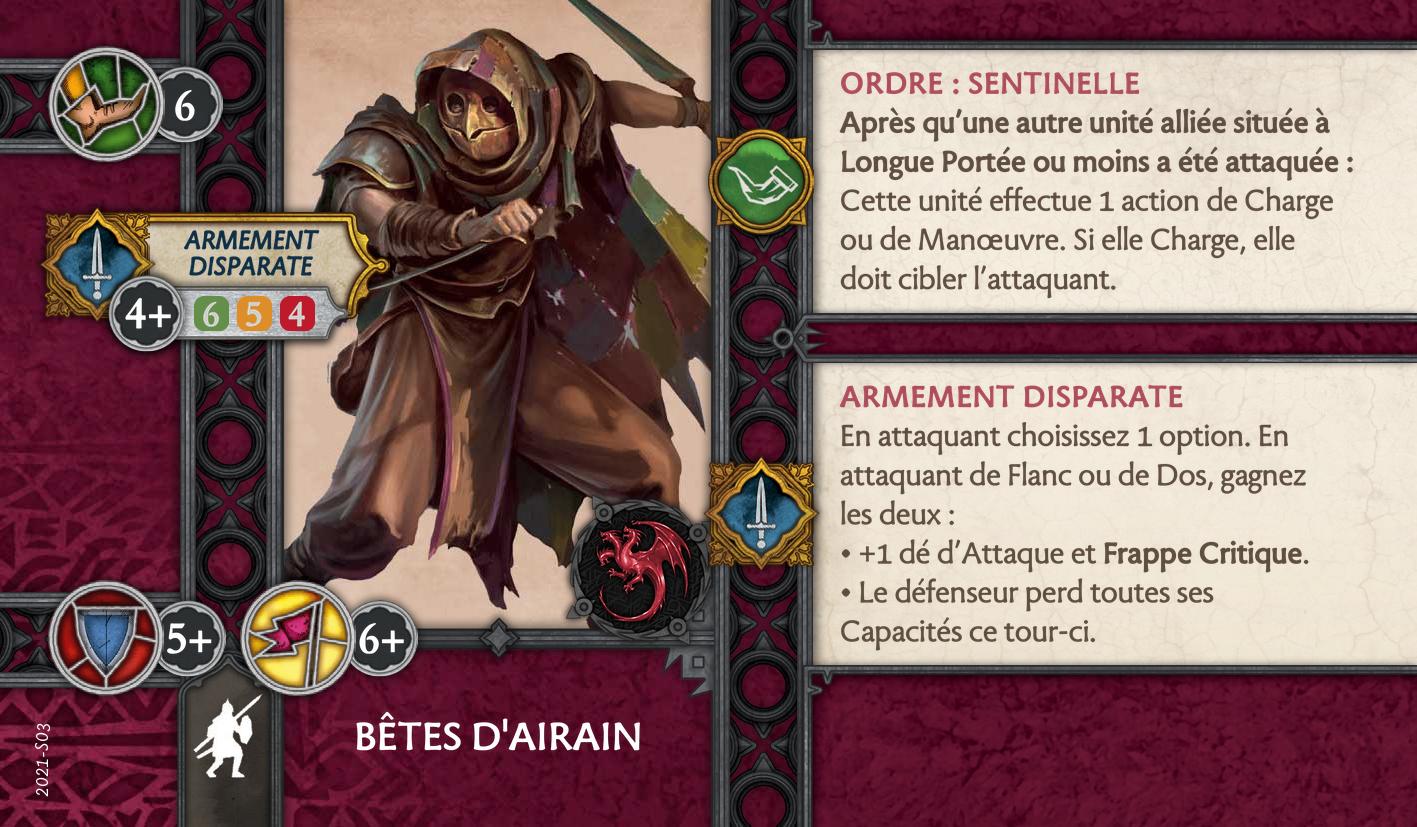 6
ARMEMENT
DISPARATE
4+
6 5 4
5+
6+
BÊTES D'AIRAIN
2021-S03
ORDRE : SENTINELLE
Après qu’une autre unité alliée située à
Longue Portée ou moins a été attaquée :
Cette unité effectue 1 action de Charge
ou de Manœuvre. Si elle Charge, elle
doit cibler l’attaquant.
ARMEMENT DISPARATE
En attaquant choisissez 1 option. En
attaquant de Flanc ou de Dos, gagnez
les deux :
• +1 dé d’Attaque et Frappe Critique.
• Le défenseur perd toutes ses
Capacités ce tour-ci.